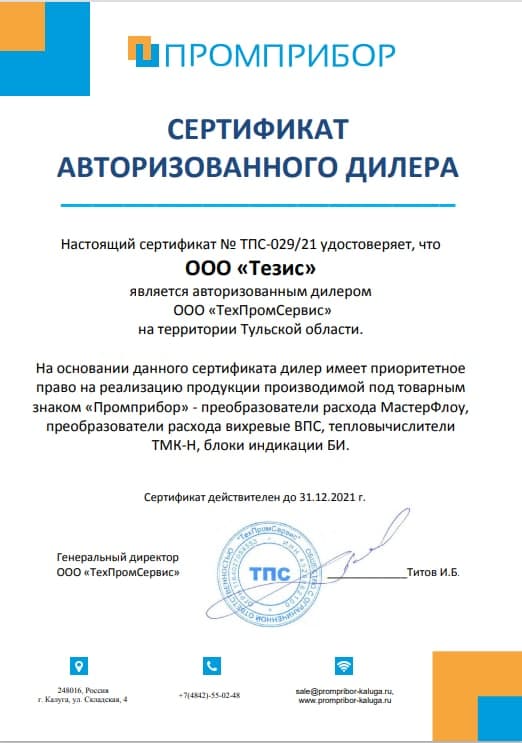 ПРОМПРИБОР
СЕРТИФИКАТ
АВТОРИЗОВАННОГО ДИЛЕРА
Настоящий сертификат № ТПС-029/21 удостоверяет, что
ООО «Тезис»
является авторизованным дилером
ООО «ТехПромСервис»
на территории Тульской области.
На основании данного сертификата дилер имеет приоритетное
право на реализацию продукции производимой под товарным
знаком «Промприбор» - преобразователи расхода МастерФлоу,
преобразователи расхода вихревые ВПС, тепловычислители
ТМК-Н, блоки индикации БИ.
Сертификат действителен до 31.12.2021 г.
Генеральный директор
ООО «ТехПромСервис»
"ТехПромСервис"
ОБЩЕСТВО С ОГРАНИЧЕННОЙ ОТВЕТСТВЕННОСТЬЮ
ТПС
Титов И.Б.
248016, Россия
г. Калуга, ул. Складская, 4
+7(4842)-55-02-48
sale@prompribor-kaluga.ru,
www.prompribor-kaluga.ru